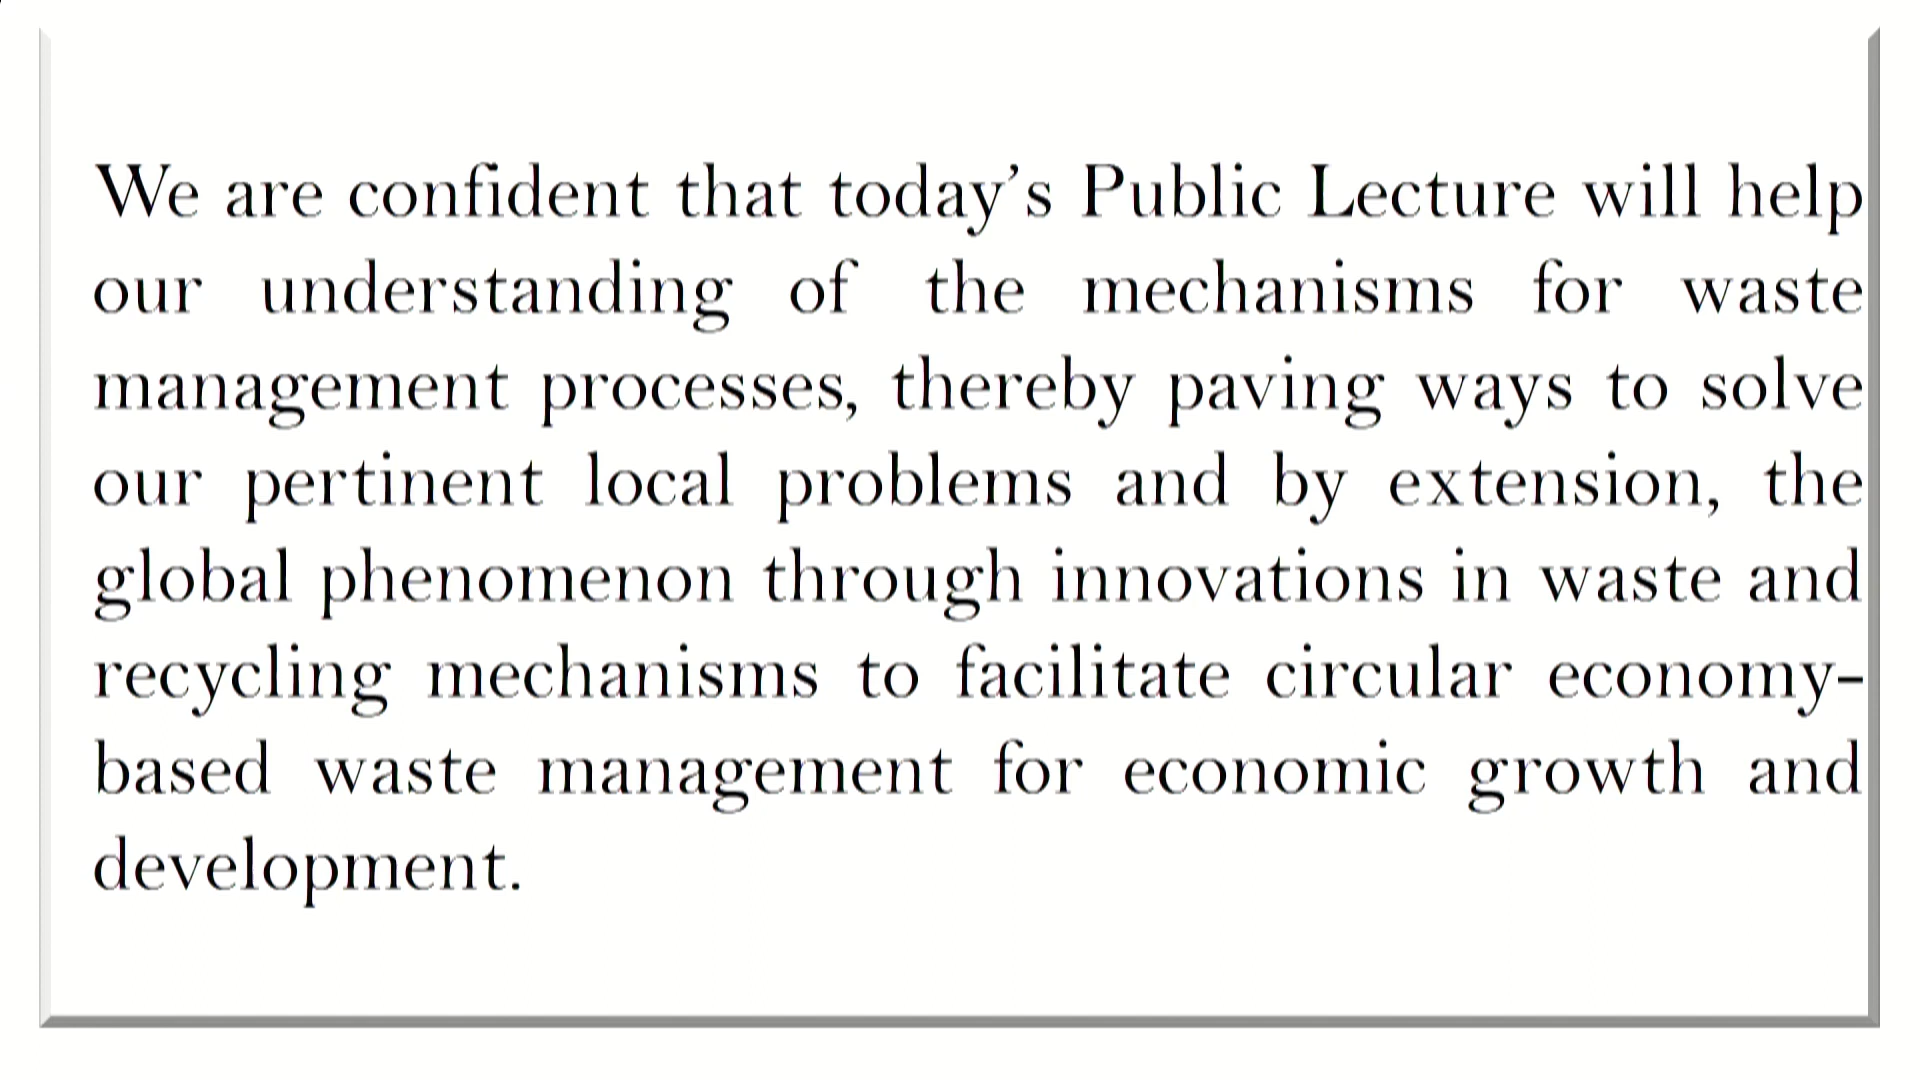 We are confident that today’s Public Lecture will help
our understanding of the mechanisms for waste
management processes, thereby paving ways to solve
our pertinent local problems and by extension, the
global phenomenon through innovations in waste and
recycling mechanisms to facilitate circular economy-
based waste management for economic growth and
development.